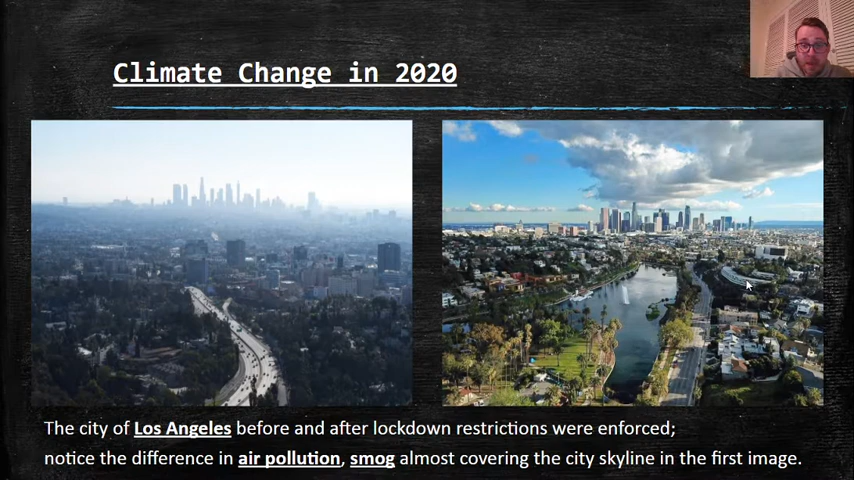 Climate Change in 2020
The city of Los Angeles before and after lockdown restrictions were enforced;
notice the difference in air pollution, smog almost covering the city skyline in the first image.